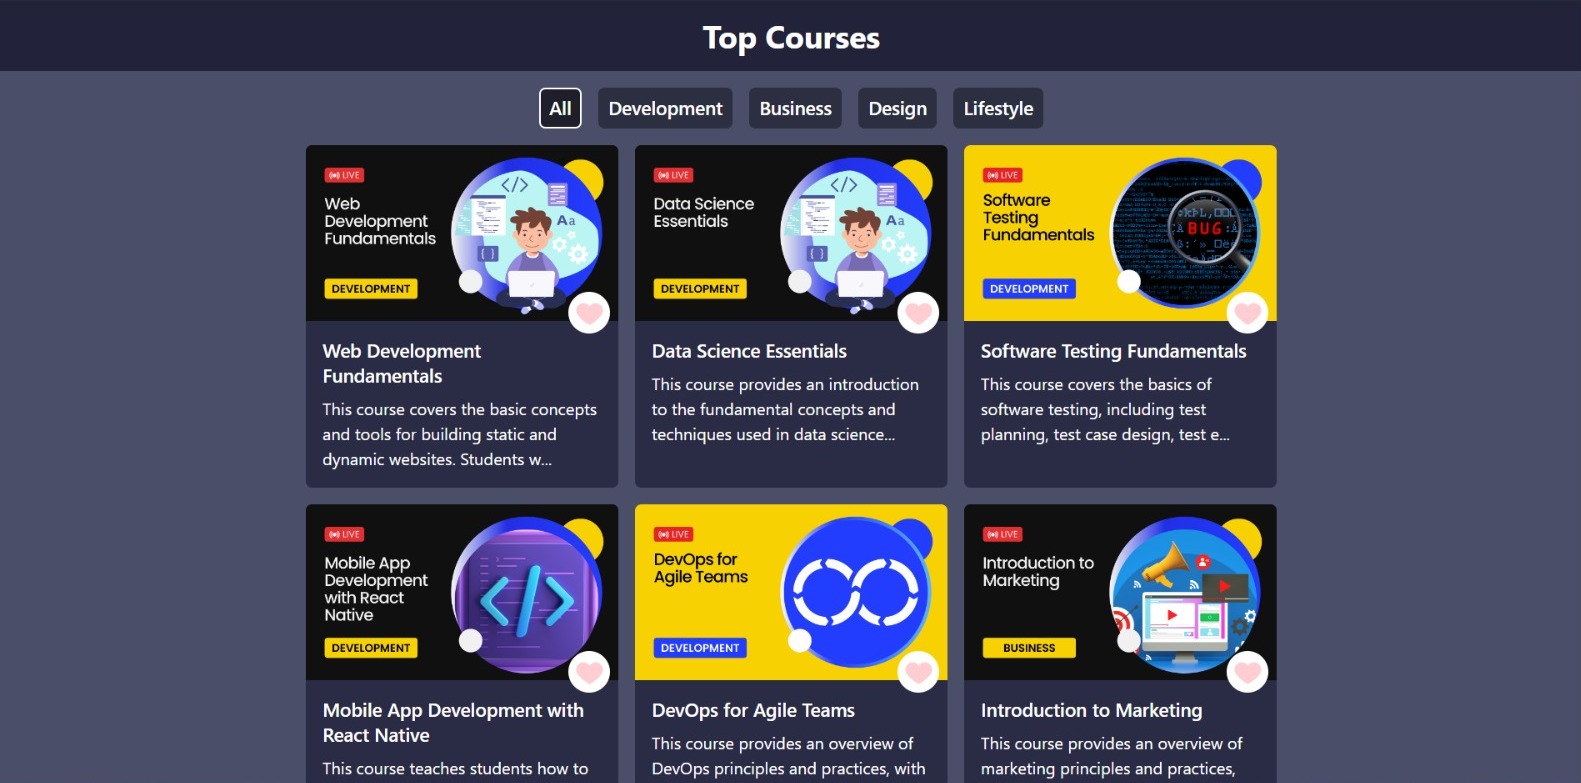 Top Courses
All
Development
Business
Design
Lifestyle
LIVE
Web
Development
Fundamentals
DEVELOPMENT
Web Development
Fundamentals
This course covers the basic concepts
and tools for building static and
dynamic websites. Students w...
LIVE
Data Science
Essentials
DEVELOPMENT
Data Science Essentials
This course provides an introduction
to the fundamental concepts and
techniques used in data science...
LIVE
Software
Testing
Fundamentals
BUG
DEVELOPMENT
Software Testing Fundamentals
This course covers the basics of
software testing, including test
planning, test case design, test e...
LIVE
Mobile App
Development
with React
Native
DEVELOPMENT
Mobile App Development with
React Native
This course teaches students how to
LIVE
DevOps for
Agile Teams
DEVELOPMENT
DevOps for Agile Teams
This course provides an overview of
DevOps principles and practices, with
LIVE
Introduction to
Marketing
BUSINESS
Introduction to Marketing
This course provides an overview of
marketing principles and practices,